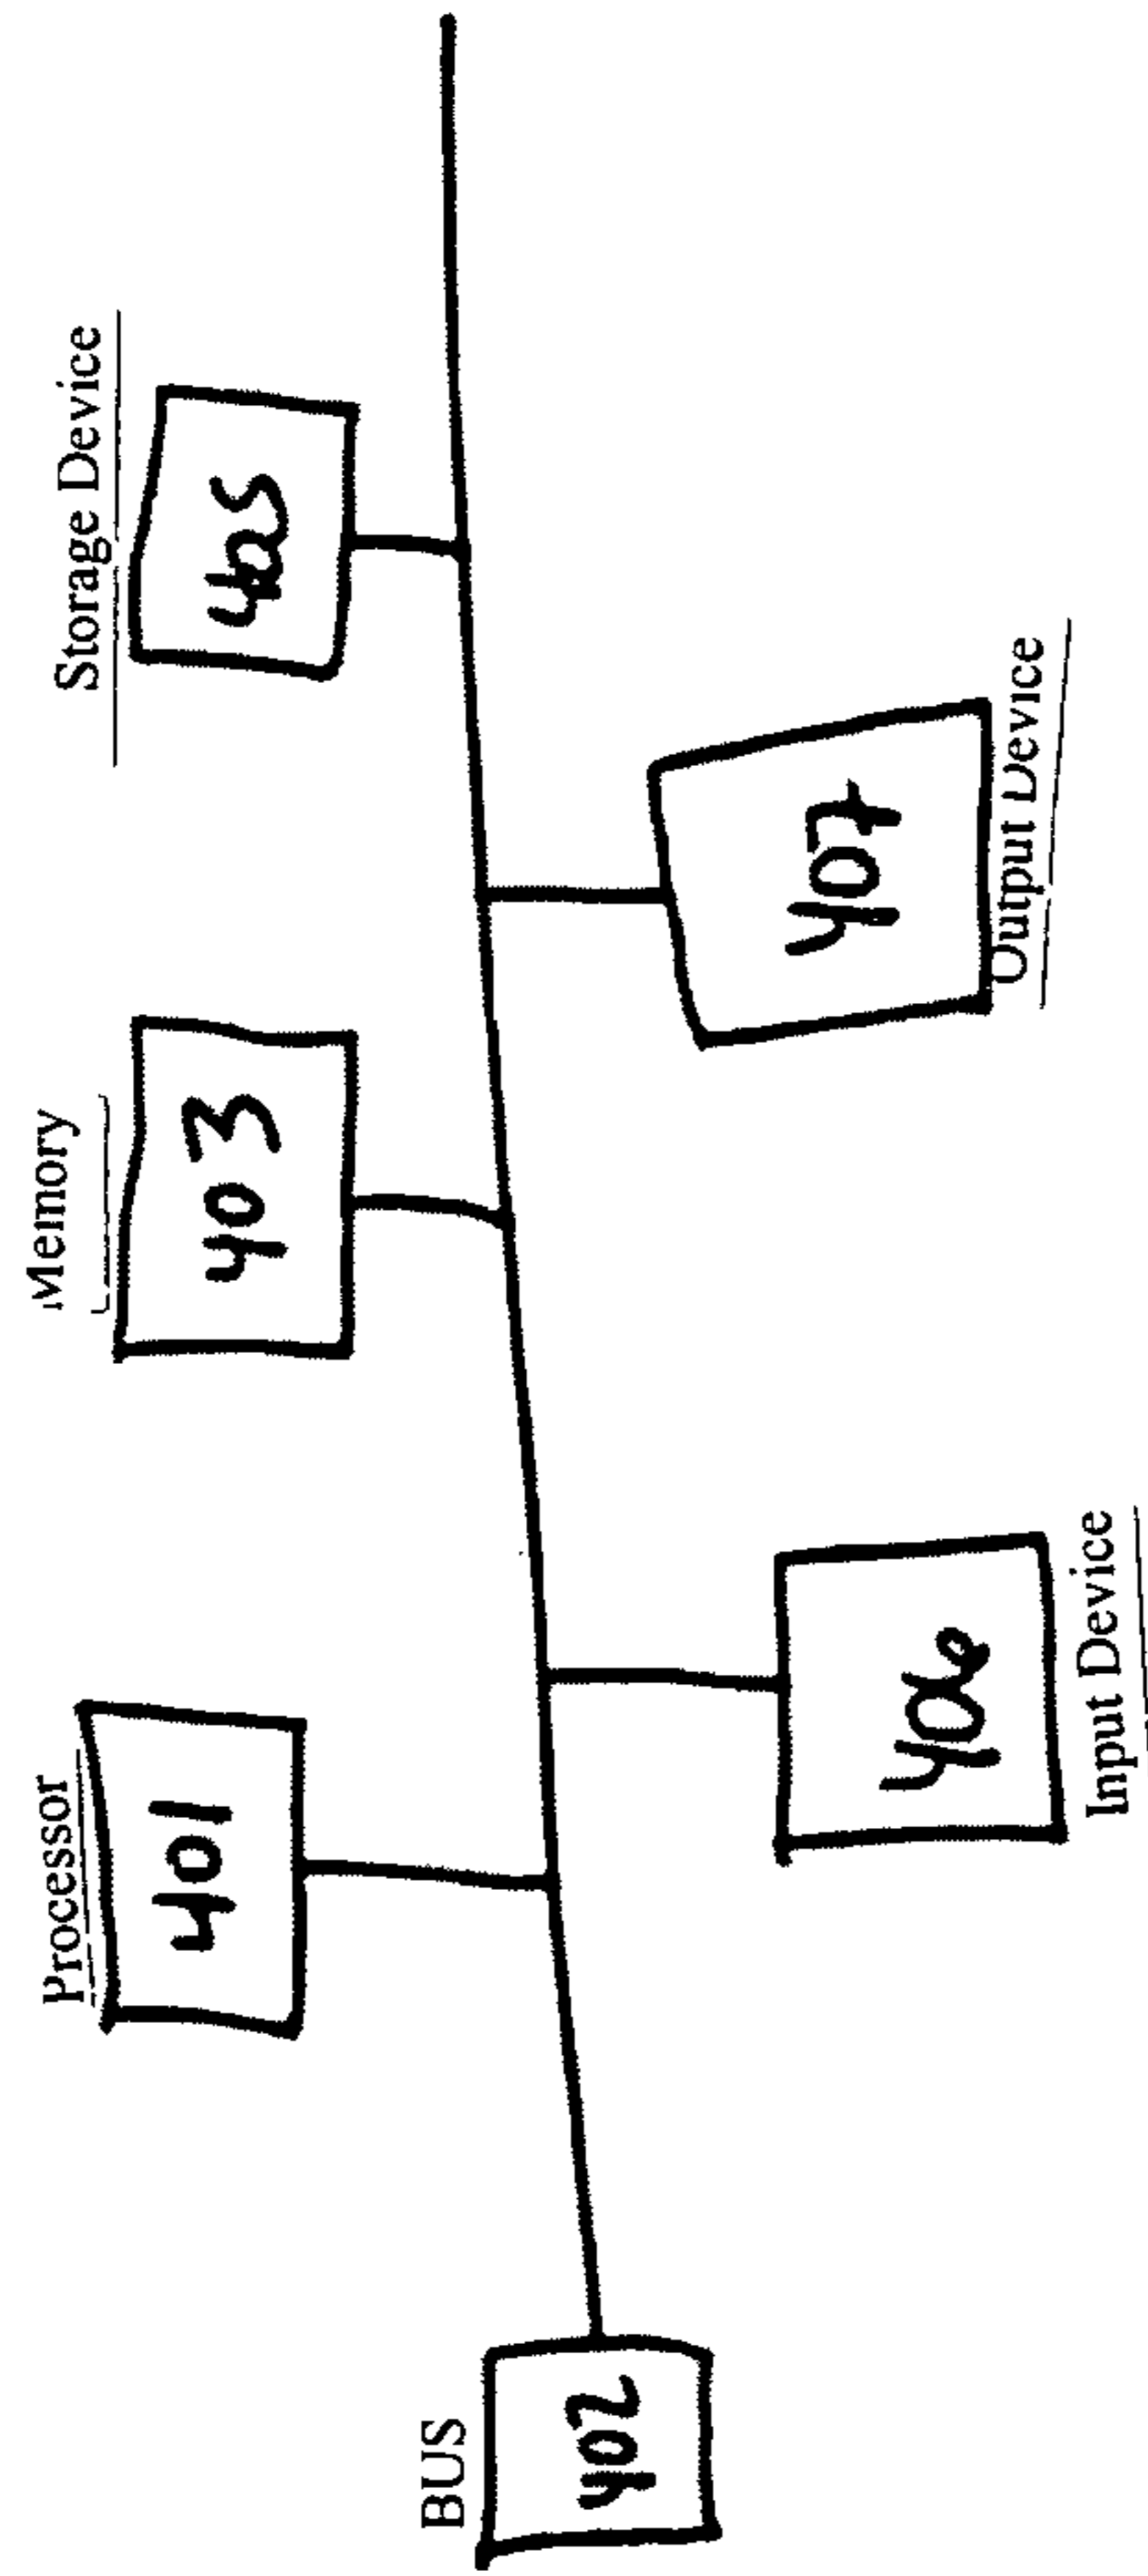 Processor
401
Memory
403
Storage Device
405
BUS
402
Input Device
406
Output Device
407